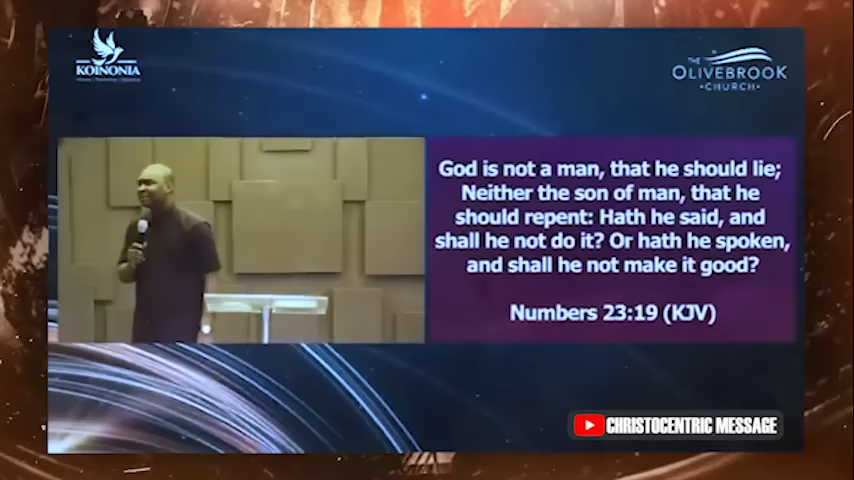 KOINONIA
THE
OLIVEBROOK
•CHURCH•
God is not a man, that he should lie;
Neither the son of man, that he
should repent: Hath he said, and
shall he not do it? Or hath he spoken,
and shall he not make it good?
Numbers 23:19 (KJV)
CHRISTOCENTRIC MESSAGE